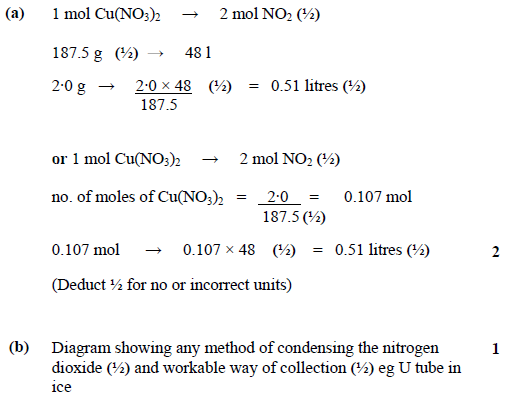 (a) 1 mol Cu(NO₃)₂ → 2 mol NO₂ (½)
187.5 g (½) → 48 l
2·0 g → 2·0 × 48 (½) = 0.51 litres (½)
187.5
or 1 mol Cu(NO₃)₂ → 2 mol NO₂ (½)
no. of moles of Cu(NO₃)₂ = 2·0 = 0.107 mol
187.5 (½)
0.107 mol → 0.107 × 48 (½) = 0.51 litres (½) 2
(Deduct ½ for no or incorrect units)
(b) Diagram showing any method of condensing the nitrogen 1
dioxide (½) and workable way of collection (½) eg U tube in
ice